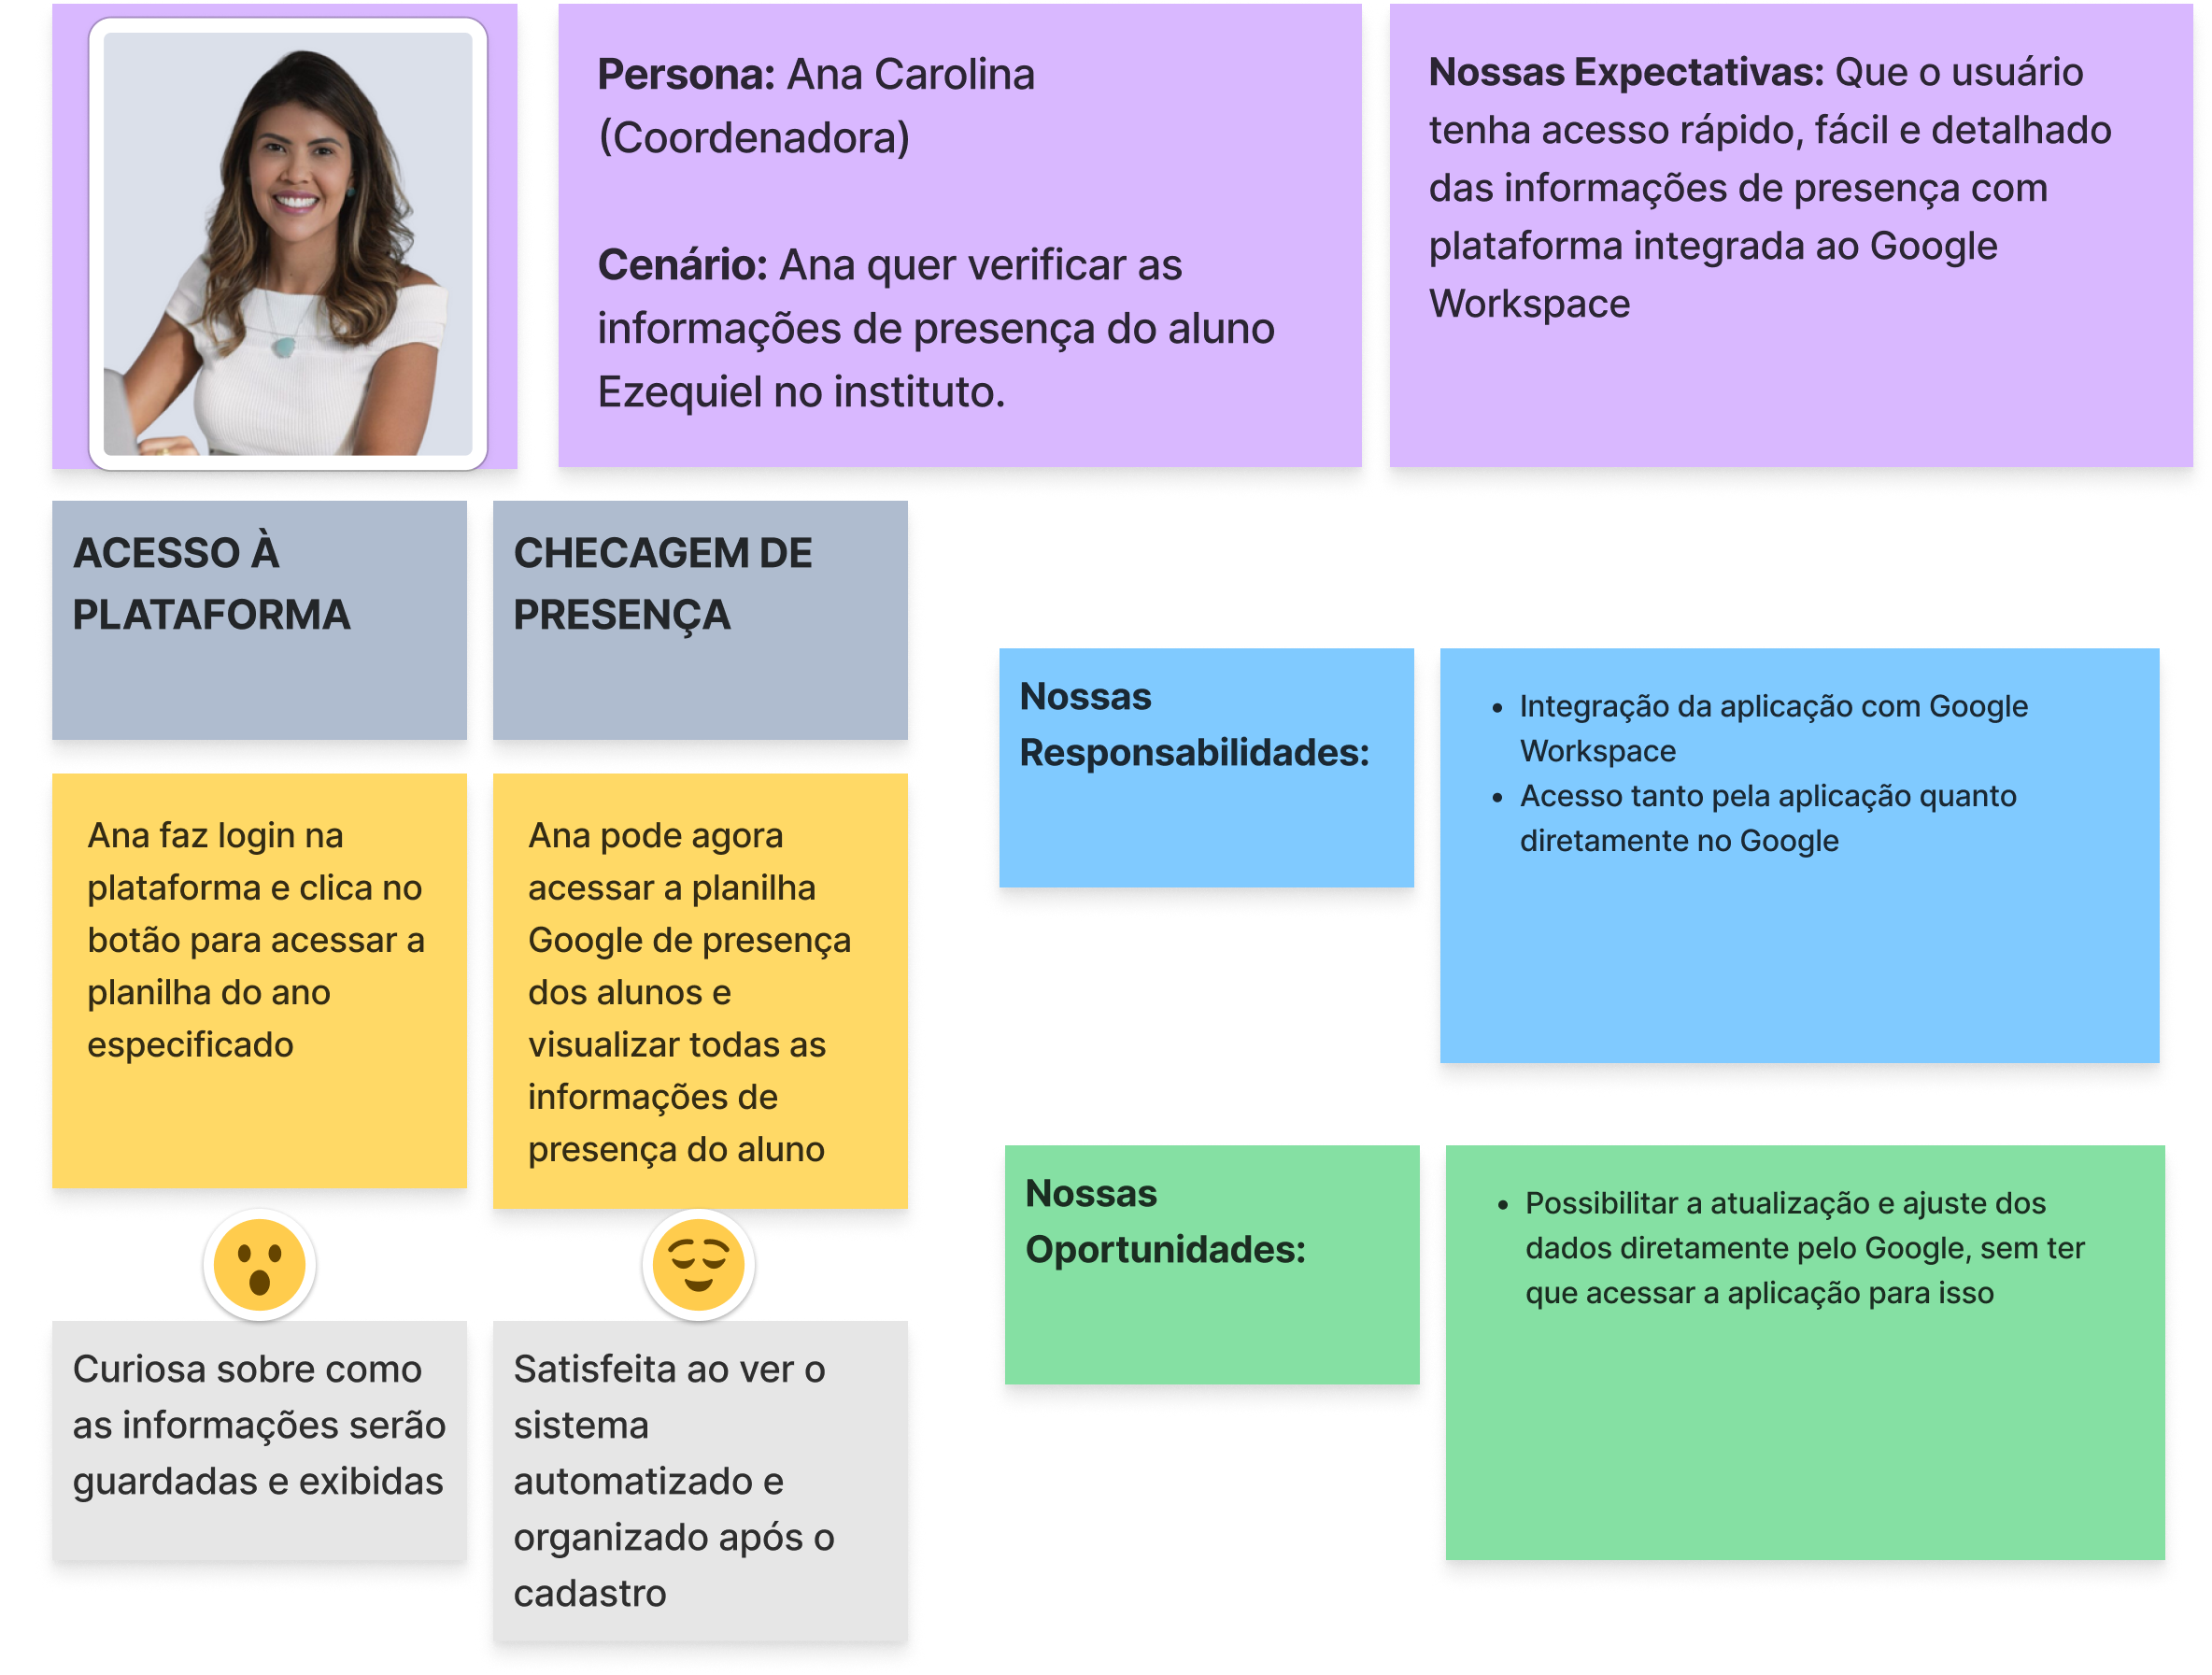 Persona: Ana Carolina
(Coordenadora)
Cenário: Ana quer verificar as
informações de presença do aluno
Ezequiel no instituto.
Nossas Expectativas: Que o usuário
tenha acesso rápido, fácil e detalhado
das informações de presença com
plataforma integrada ao Google
Workspace
ACESSO À
PLATAFORMA
CHECAGEM DE
PRESENÇA
Ana faz login na
plataforma e clica no
botão para acessar a
planilha do ano
especificado
Ana pode agora
acessar a planilha
Google de presença
dos alunos e
visualizar todas as
informações de
presença do aluno
Curiosa sobre como
as informações serão
guardadas e exibidas
Satisfeita ao ver o
sistema
automatizado e
organizado após o
cadastro
Nossas
Responsabilidades:
• Integração da aplicação com Google
Workspace
• Acesso tanto pela aplicação quanto
diretamente no Google
Nossas
Oportunidades:
• Possibilitar a atualização e ajuste dos
dados diretamente pelo Google, sem ter
que acessar a aplicação para isso